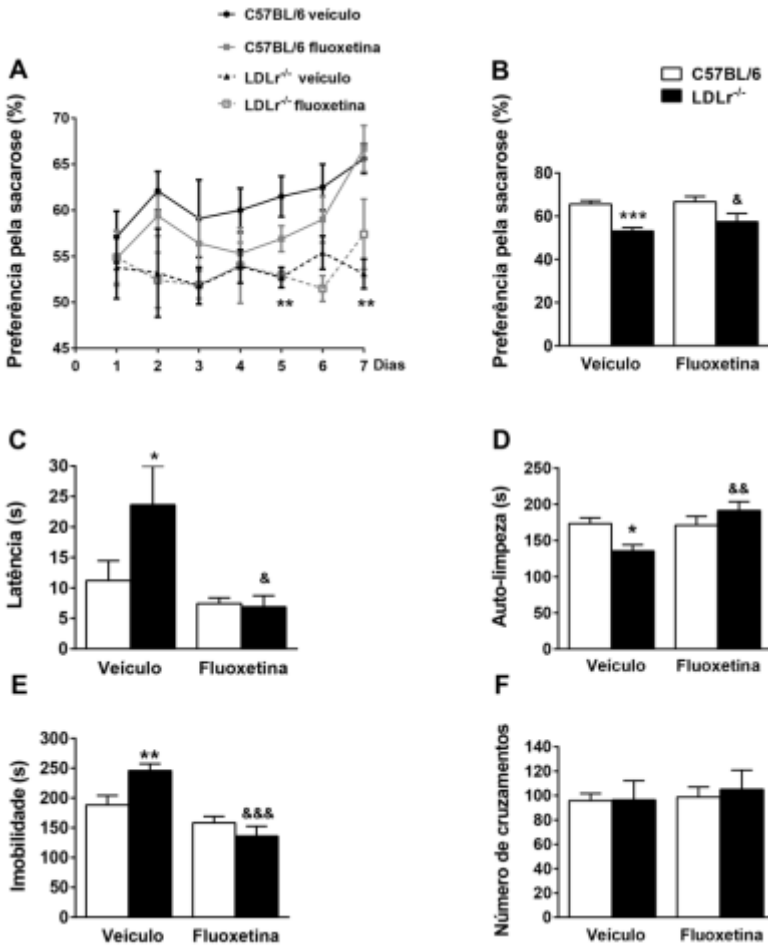 C57BL/6 veículo
C57BL/6 fluoxetina
LDLr-/- veículo
LDLr-/- fluoxetina
A
Preferência pela sacarose (%)
70
65
60
55
50
45
** **
0 1 2 3 4 5 6 7 Dias
B
C57BL/6
LDLr-/-
Preferência pela sacarose (%)
80
60
40
20
0
*** &
Veículo Fluoxetina
C
Latência (s)
30
25
20
15
10
5
0
* &
Veículo Fluoxetina
D
Auto-limpeza (s)
250
200
150
100
50
0
* &&
Veículo Fluoxetina
E
Imobilidade (s)
300
250
200
150
100
50
0
** &&&
Veículo Fluoxetina
F
Número de cruzamentos
140
120
100
80
60
40
20
0
Veículo Fluoxetina